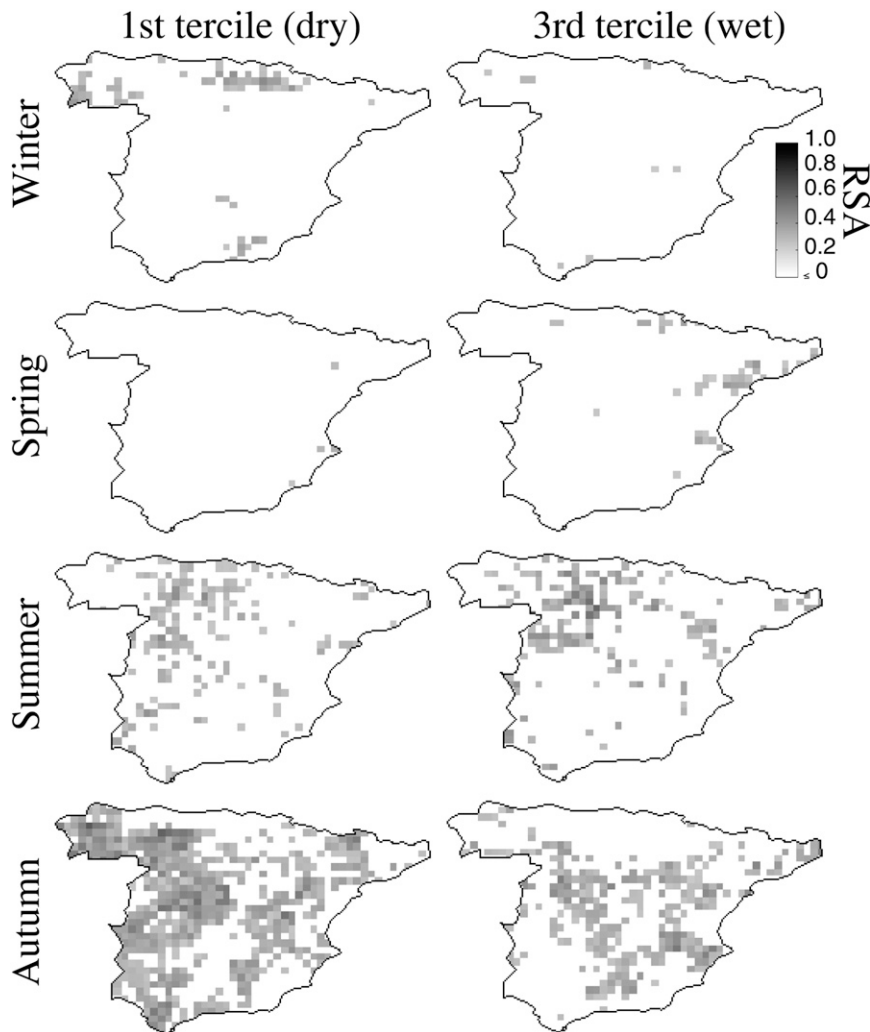 1st tercile (dry)
3rd tercile (wet)
Winter
1.0
0.8
0.6
0.4
0.2
≤ 0
RSA
Spring
Summer
Autumn